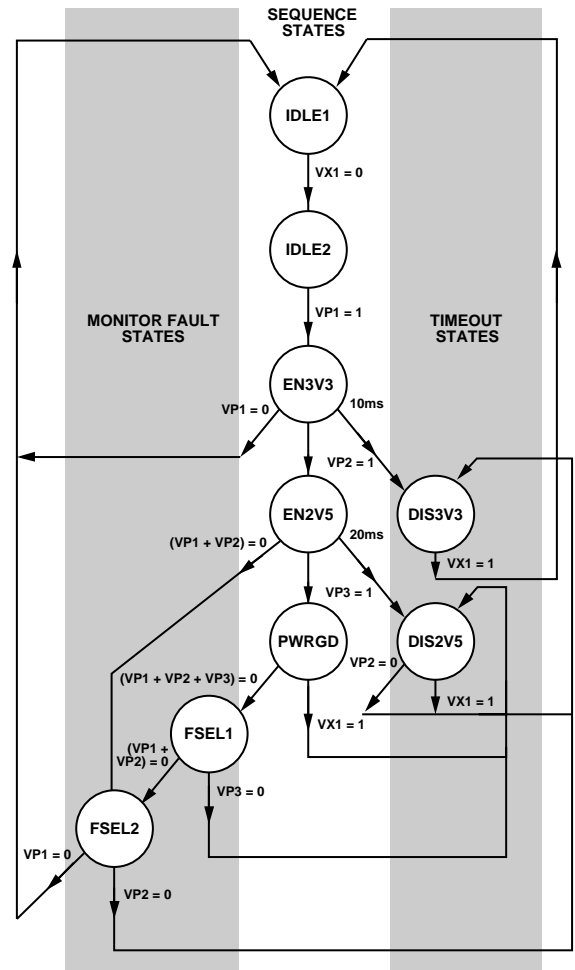 SEQUENCE
STATES
IDLE1
VX1 = 0
IDLE2
VP1 = 1
MONITOR FAULT
STATES
TIMEOUT
STATES
EN3V3
10ms
VP1 = 0
VP2 = 1
EN2V5
DIS3V3
(VP1 + VP2) = 0
20ms
VX1 = 1
VP3 = 1
PWRGD
DIS2V5
VP2 = 0
(VP1 + VP2 + VP3) = 0
VX1 = 1
VX1 = 1
FSEL1
(VP1 +
VP2) = 0
VP3 = 0
FSEL2
VP1 = 0
VP2 = 0